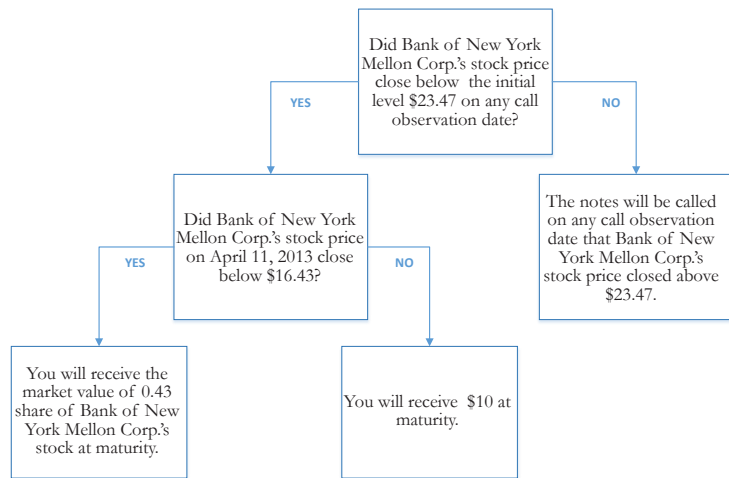 Did Bank of New York
Mellon Corp.'s stock price
close below the initial
level $23.47 on any call
observation date?
YES
NO
Did Bank of New York
Mellon Corp.'s stock price
on April 11, 2013 close
below $16.43?
The notes will be called
on any call observation
date that Bank of New
York Mellon Corp.'s
stock price closed above
$23.47.
YES
NO
You will receive the
market value of 0.43
share of Bank of New
York Mellon Corp.'s
stock at maturity.
You will receive $10 at
maturity.